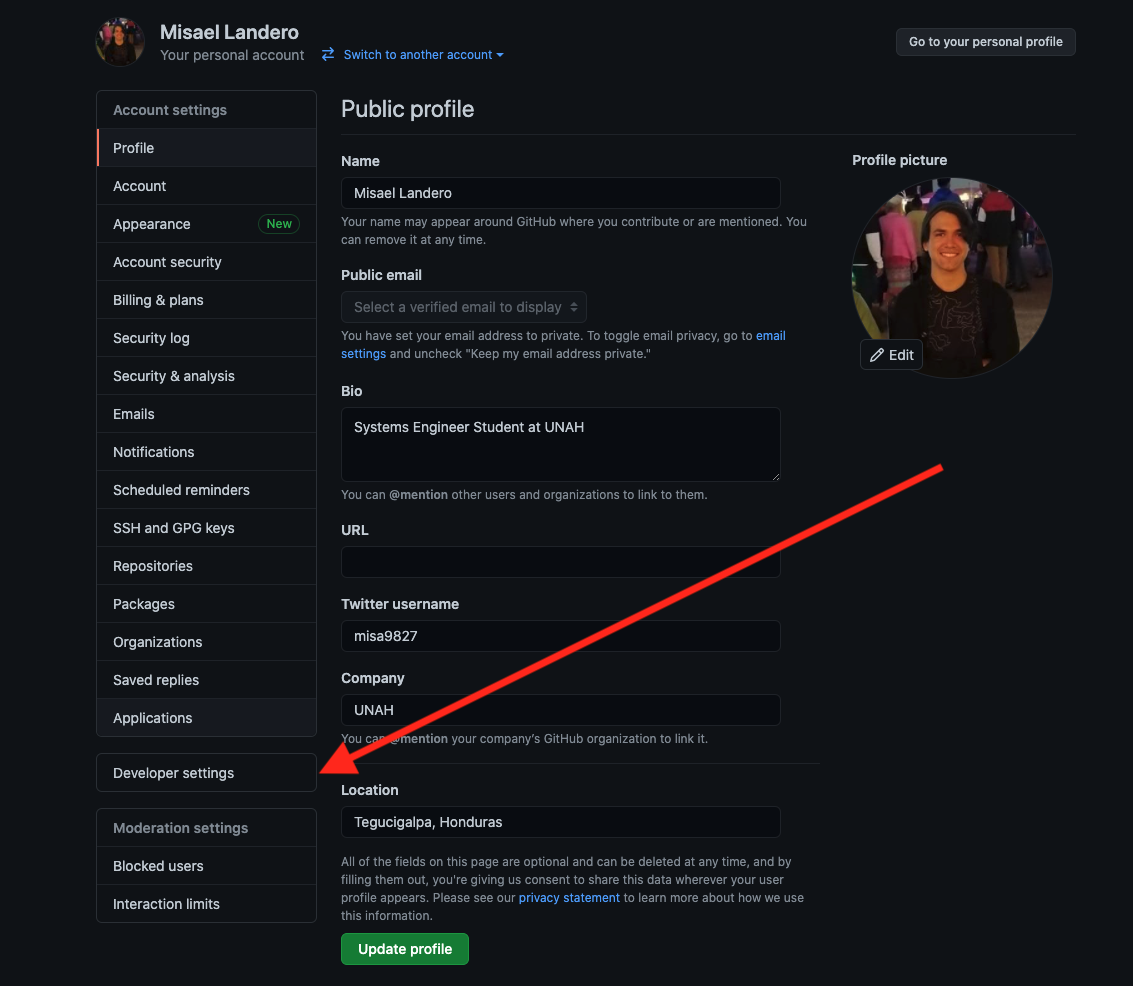 Misael Landero
Your personal account
Switch to another account
Go to your personal profile
Account settings
Profile
Account
Appearance New
Account security
Billing & plans
Security log
Security & analysis
Emails
Notifications
Scheduled reminders
SSH and GPG keys
Repositories
Packages
Organizations
Saved replies
Applications
Developer settings
Moderation settings
Blocked users
Interaction limits
Public profile
Name
Misael Landero
Your name may appear around GitHub where you contribute or are mentioned. You
can remove it at any time.
Public email
Select a verified email to display
You have set your email address to private. To toggle email privacy, go to email
settings and uncheck "Keep my email address private."
Bio
Systems Engineer Student at UNAH
You can @mention other users and organizations to link to them.
URL
Twitter username
misa9827
Company
UNAH
You can @mention your company's GitHub organization to link it.
Location
Tegucigalpa, Honduras
All of the fields on this page are optional and can be deleted at any time, and by
filling them out, you're giving us consent to share this data wherever your user
profile appears. Please see our privacy statement to learn more about how we use
this information.
Update profile
Profile picture
Edit